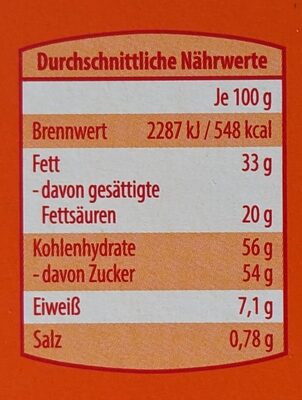 Durchschnittliche Nährwerte
Je 100 g
Brennwert 2287 kJ / 548 kcal
Fett 33 g
- davon gesättigte
Fettsäuren 20 g
Kohlenhydrate 56 g
- davon Zucker 54 g
Eiweiß 7,1 g
Salz 0,78 g